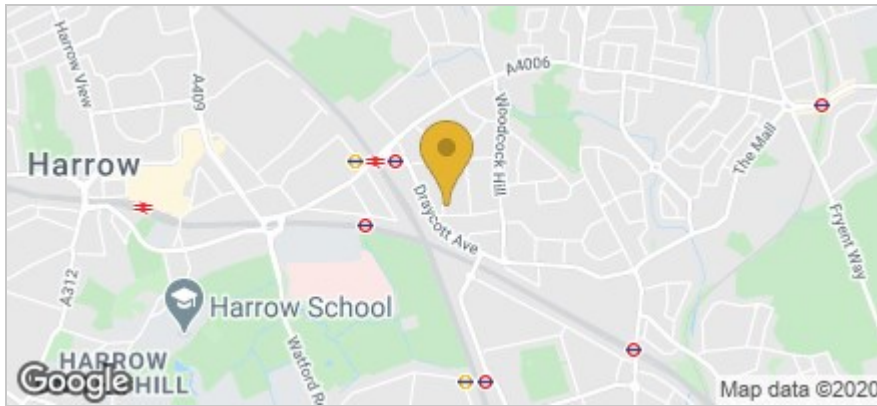 Harrow View
A409
A4006
Woodcock Hill
The Mall
Harrow
Draycott Ave
Fryent Way
A312
Harrow School
HARROW
Watford
Google
Map data ©2020